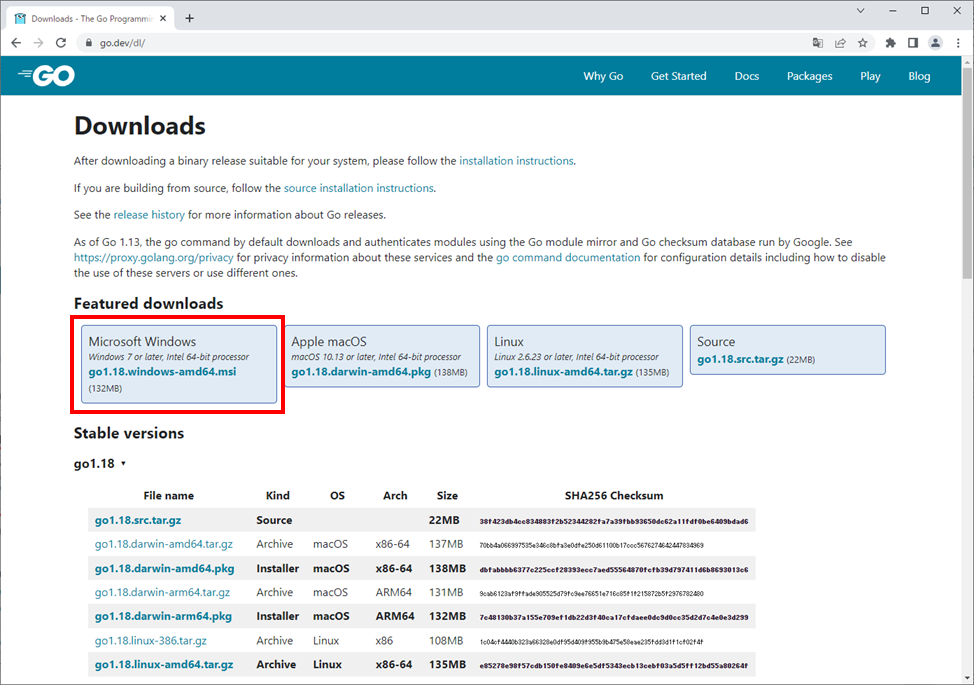 Downloads - The Go Programmin
go.dev/dl/
GO
Why Go Get Started Docs Packages Play Blog
Downloads
After downloading a binary release suitable for your system, please follow the installation instructions.
If you are building from source, follow the source installation instructions.
See the release history for more information about Go releases.
As of Go 1.13, the go command by default downloads and authenticates modules using the Go module mirror and Go checksum database run by Google. See
https://proxy.golang.org/privacy for privacy information about these services and the go command documentation for configuration details including how to disable
the use of these servers or use different ones.
Featured downloads
Microsoft Windows
Windows 7 or later, Intel 64-bit processor
go1.18.windows-amd64.msi
(132MB)
Apple macOS
macOS 10.13 or later, Intel 64-bit processor
go1.18.darwin-amd64.pkg (138MB)
Linux
Linux 2.6.23 or later, Intel 64-bit processor
go1.18.linux-amd64.tar.gz (135MB)
Source
go1.18.src.tar.gz (22MB)
Stable versions
go1.18 ▾
File name Kind OS Arch Size SHA256 Checksum
go1.18.src.tar.gz Source 22MB
go1.18.darwin-amd64.tar.gz Archive macOS x86-64 137MB
go1.18.darwin-amd64.pkg Installer macOS x86-64 138MB
go1.18.darwin-arm64.tar.gz Archive macOS ARM64 131MB
go1.18.darwin-arm64.pkg Installer macOS ARM64 132MB
go1.18.linux-386.tar.gz Archive Linux x86 108MB
go1.18.linux-amd64.tar.gz Archive Linux x86-64 135MB